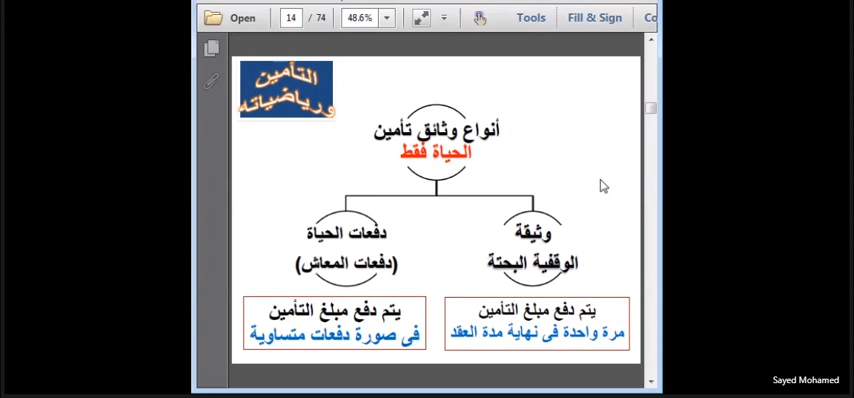 Open
14 / 74
48.6%
Tools
Fill & Sign
Co
التأمين
ورياضياته
أنواع وثائق تأمين
الحياة فقط
وثيقة
الوقفية البحتة
دفعات الحياة
(دفعات المعاش)
يتم دفع مبلغ التأمين
مرة واحدة فى نهاية مدة العقد
يتم دفع مبلغ التأمين
فى صورة دفعات متساوية
Sayed Mohamed